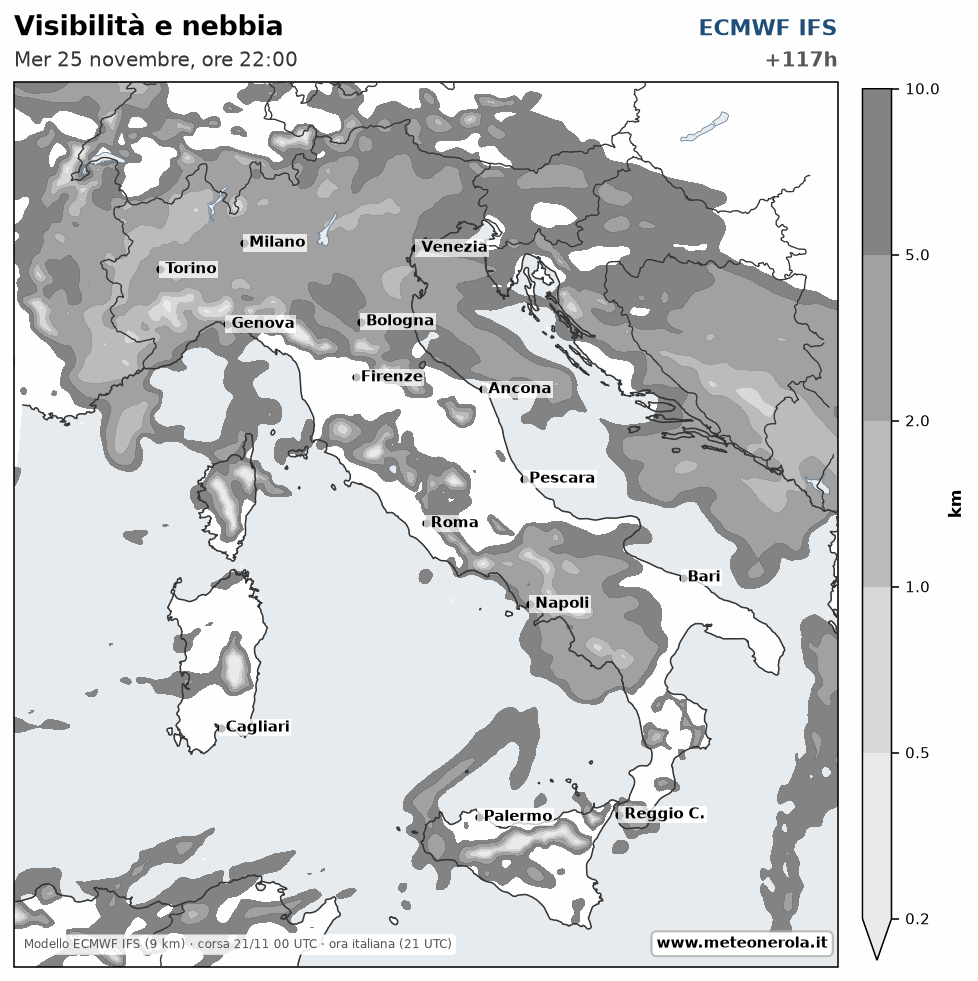 Visibilità e nebbia
ECMWF IFS
Mer 25 novembre, ore 22:00
+117h
10.0
5.0
2.0
1.0
0.5
0.2
km
Milano
Venezia
Torino
Genova
Bologna
Firenze
Ancona
Pescara
Roma
Bari
Napoli
Cagliari
Palermo
Reggio C.
Modello ECMWF IFS (9 km) · corsa 21/11 00 UTC · ora italiana (21 UTC)
www.meteonerola.it